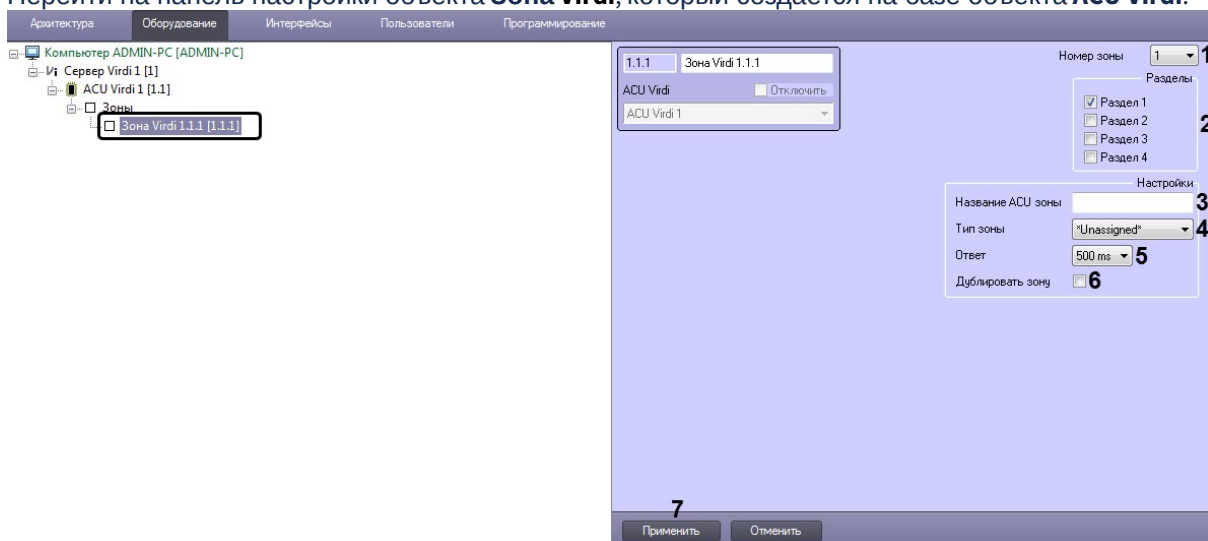 Перейти на панель настройки объекта Зона Virdi, который создается на базе объекта ACU Virdi.
Архитектура Оборудование Интерфейсы Пользователи Программирование
Компьютер ADMIN-PC [ADMIN-PC]
Сервер Virdi 1 [1]
ACU Virdi 1 [1.1]
Зоны
Зона Virdi 1.1.1 [1.1.1]
1.1.1 Зона Virdi 1.1.1
ACU Virdi Отключить
ACU Virdi 1
Номер зоны 1 1
Разделы
Раздел 1
Раздел 2 2
Раздел 3
Раздел 4
Настройки
Название ACU зоны 3
Тип зоны *Unassigned* 4
Ответ 500 ms 5
Дублировать зону 6
7
Применить Отменить